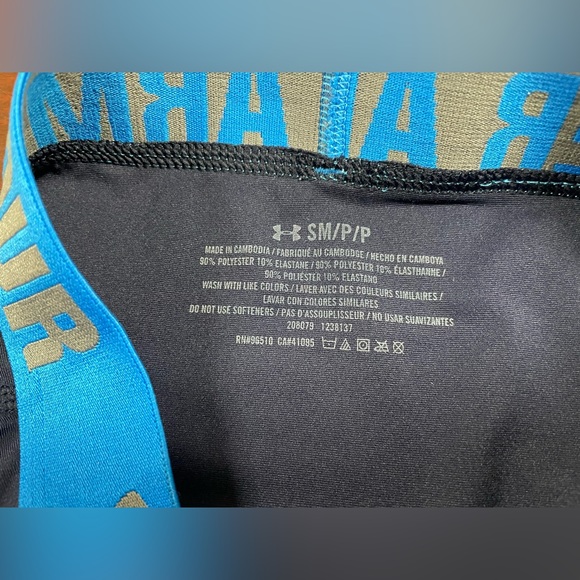 SM/P/P
MADE IN CAMBODIA / FABRIQUÉ AU CAMBODGE / HECHO EN CAMBOYA
90% POLYESTER 10% ELASTANE / 90% POLYESTER 10% ÉLASTHANNE /
90% POLIÉSTER 10% ELASTANO
WASH WITH LIKE COLORS / LAVER AVEC DES COULEURS SIMILAIRES /
LAVAR CON COLORES SIMILARES
DO NOT USE SOFTENERS / PAS D'ASSOUPLISSEUR / NO USAR SUAVIZANTES
208079 1238137
RN#96510 CA#41085